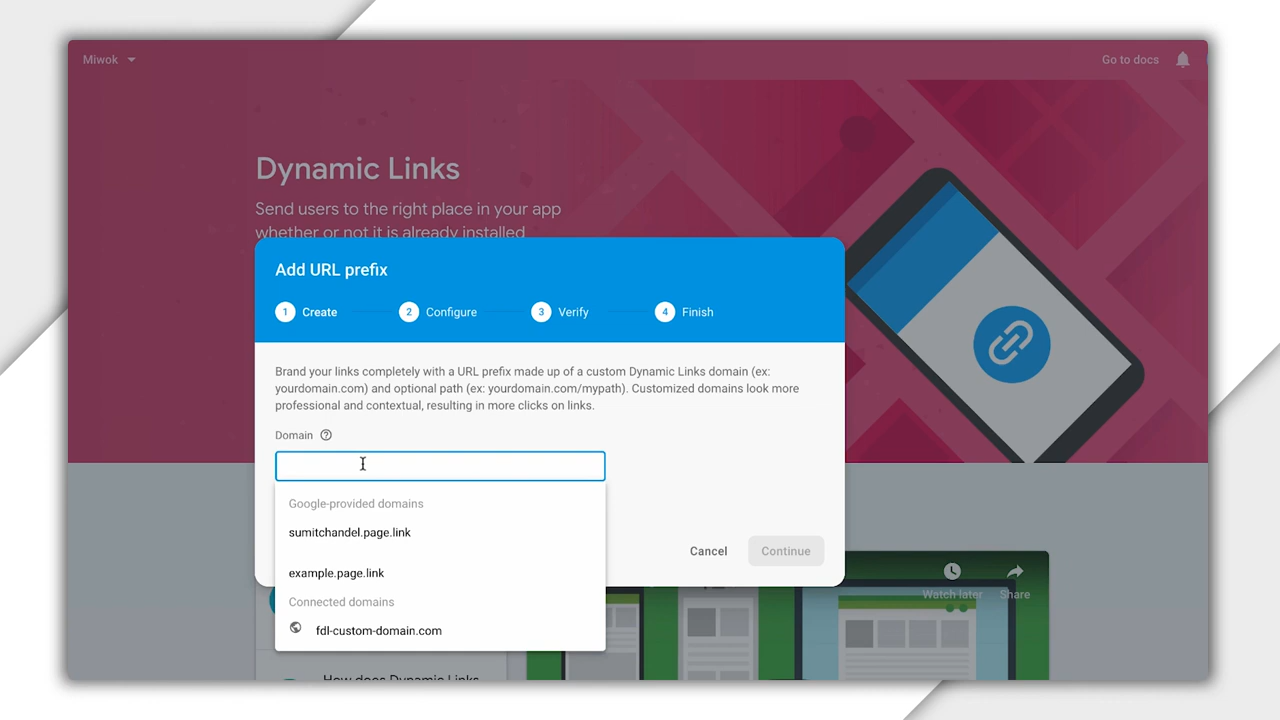 Miwok
Go to docs
Dynamic Links
Send users to the right place in your app
whether or not it is already installed
Add URL prefix
1 Create
2 Configure
3 Verify
4 Finish
Brand your links completely with a URL prefix made up of a custom Dynamic Links domain (ex:
yourdomain.com) and optional path (ex: yourdomain.com/mypath). Customized domains look more
professional and contextual, resulting in more clicks on links.
Domain
Google-provided domains
sumitchandel.page.link
example.page.link
Connected domains
fdl-custom-domain.com
Cancel
Continue
Watch later
Share
How does Dynamic Links